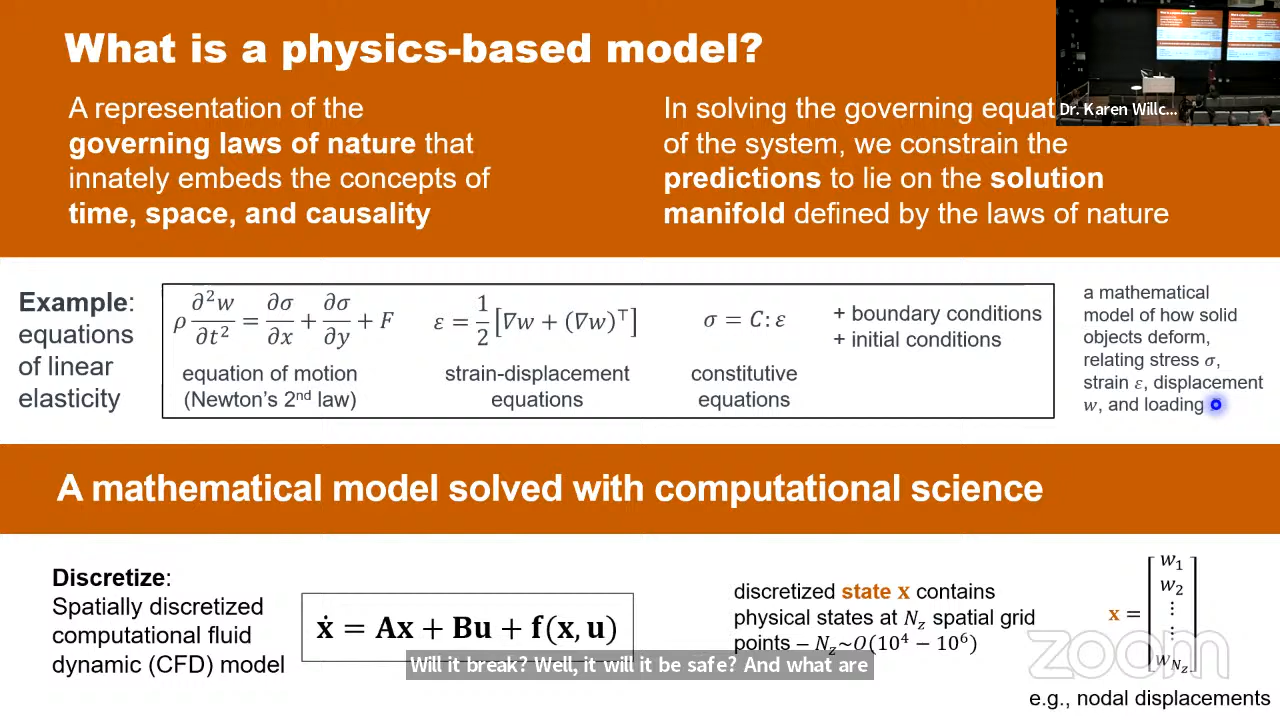 What is a physics-based model?
A representation of the
governing laws of nature that
innately embeds the concepts of
time, space, and causality
In solving the governing equat
of the system, we constrain the
predictions to lie on the solution
manifold defined by the laws of nature
Dr. Karen Willc...
Example:
equations
of linear
elasticity
ρ ∂²w/∂t² = ∂σ/∂x + ∂σ/∂y + F
equation of motion
(Newton's 2nd law)
ε = 1/2 [∇w + (∇w)ᵀ]
strain-displacement
equations
σ = C: ε
constitutive
equations
+ boundary conditions
+ initial conditions
a mathematical
model of how solid
objects deform,
relating stress σ,
strain ε, displacement
w, and loading
A mathematical model solved with computational science
Discretize:
Spatially discretized
computational fluid
dynamic (CFD) model
ẋ = Ax + Bu + f(x, u)
discretized state x contains
physical states at N_z spatial grid
points – N_z~O(10⁴ − 10⁶)
x = [w₁ w₂ ⋮ ⋮ w_{N_z}]
e.g., nodal displacements
Will it break? Well, it will it be safe? And what are
zoom